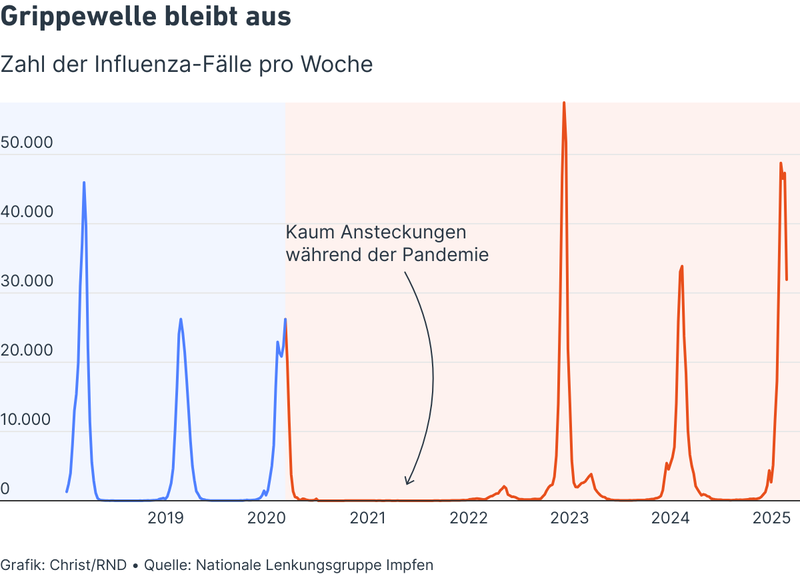 Grippewelle bleibt aus
Zahl der Influenza-Fälle pro Woche
50.000
40.000
Kaum Ansteckungen
während der Pandemie
30.000
20.000
10.000
0
2019 2020 2021 2022 2023 2024 2025
Grafik: Christ/RND • Quelle: Nationale Lenkungsgruppe Impfen